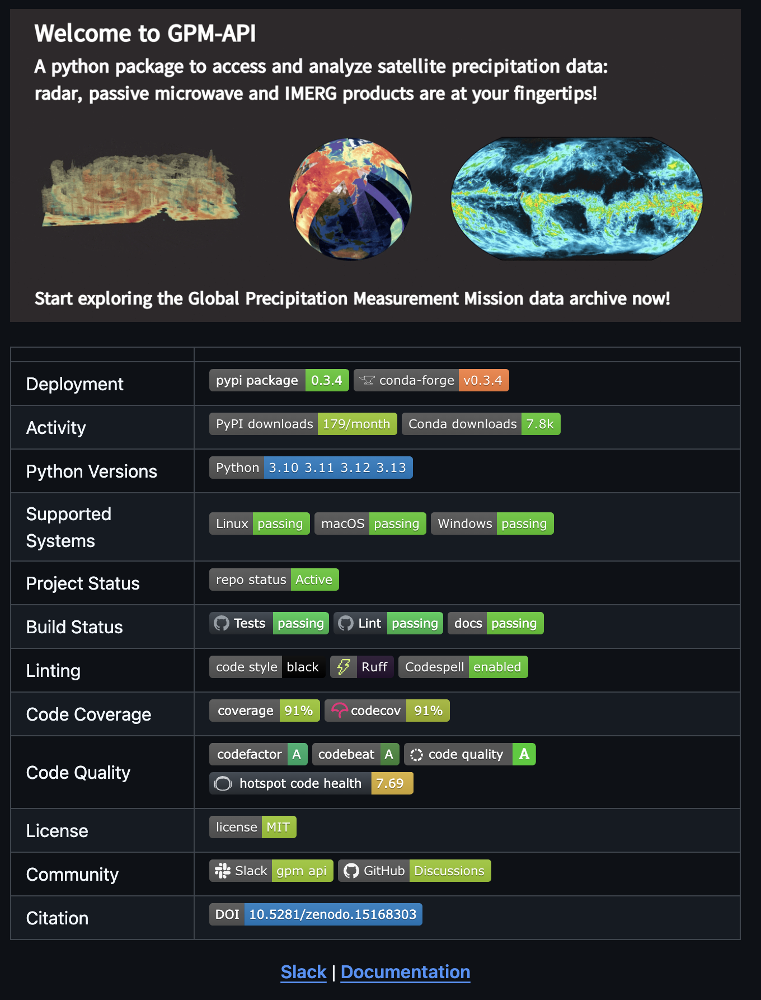 Welcome to GPM-API
A python package to access and analyze satellite precipitation data:
radar, passive microwave and IMERG products are at your fingertips!
Start exploring the Global Precipitation Measurement Mission data archive now!
Deployment
pypi package 0.3.4 conda-forge v0.3.4
Activity
PyPI downloads 179/month Conda downloads 7.8k
Python Versions
Python 3.10 3.11 3.12 3.13
Supported
Systems
Linux passing macOS passing Windows passing
Project Status
repo status Active
Build Status
Tests passing Lint passing docs passing
Linting
code style black Ruff Codespell enabled
Code Coverage
coverage 91% codecov 91%
Code Quality
codefactor A codebeat A code quality A
hotspot code health 7.69
License
license MIT
Community
Slack gpm api GitHub Discussions
Citation
DOI 10.5281/zenodo.15168303
Slack | Documentation